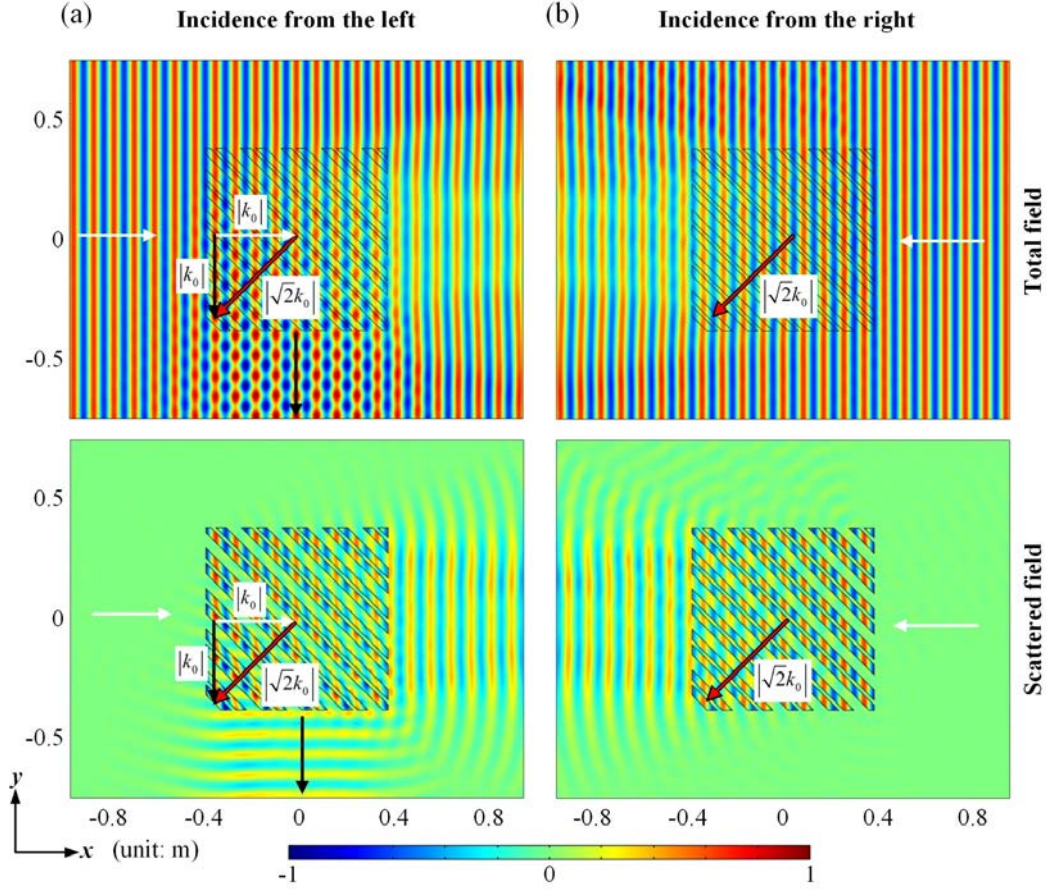 (a) Incidence from the left
(b) Incidence from the right
0.5
0
-0.5
|k₀|
|k₀|
|√2k₀|
|√2k₀|
Total field
0.5
0
-0.5
|k₀|
|k₀|
|√2k₀|
|√2k₀|
Scattered field
-0.8 -0.4 0 0.4 0.8
-0.8 -0.4 0 0.4 0.8
y
x (unit: m)
-1 0 1